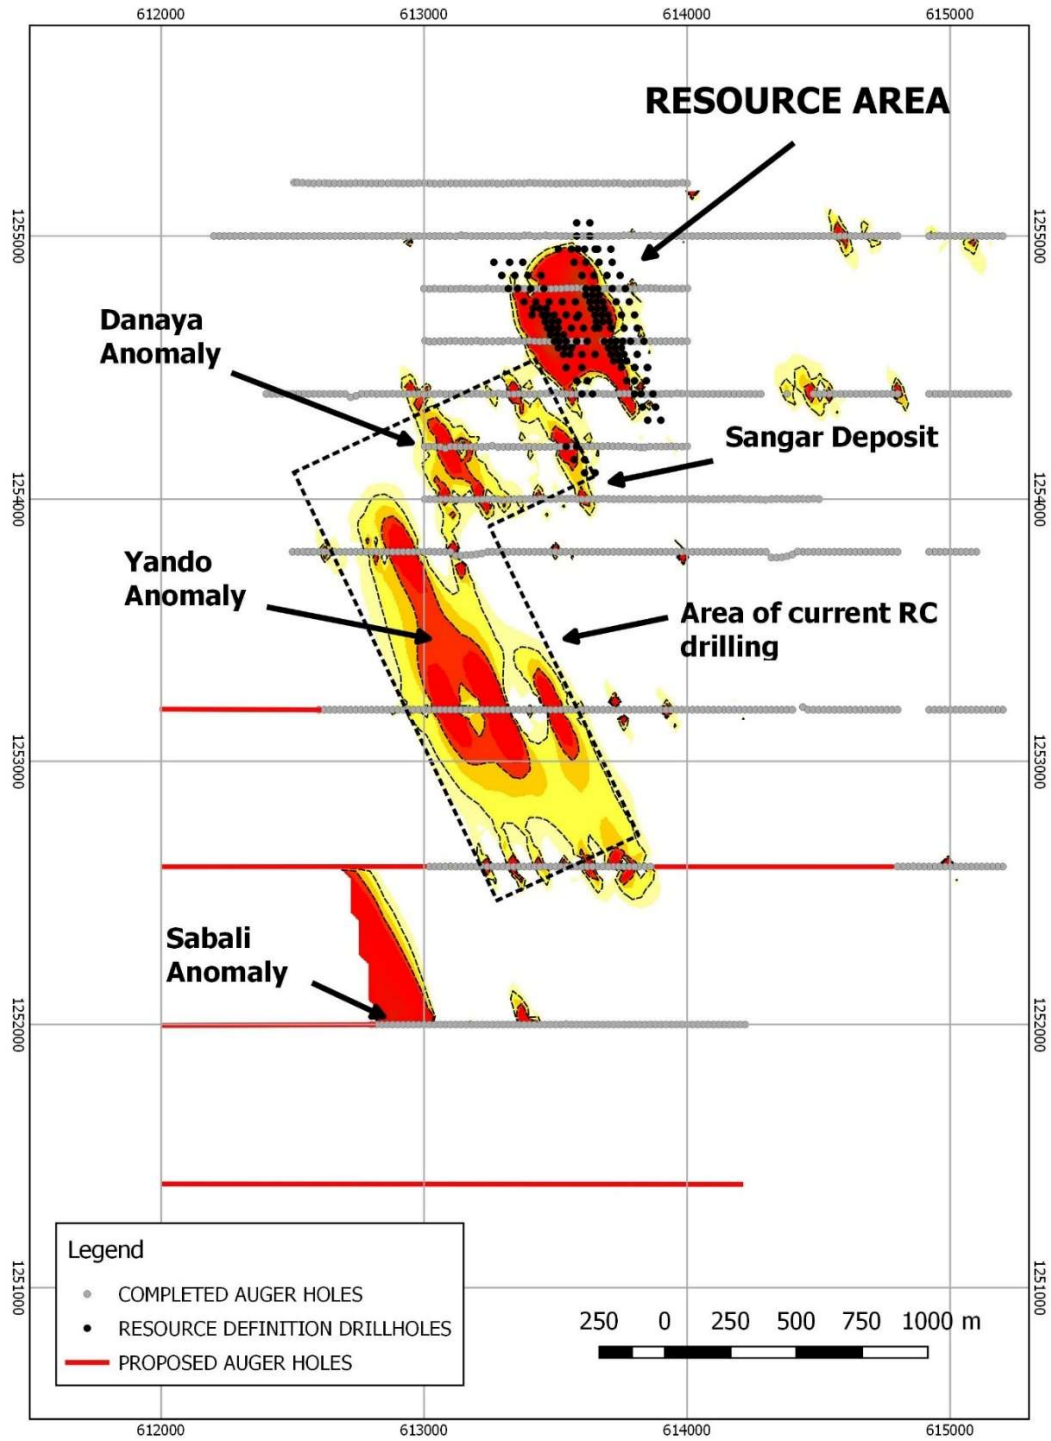 612000 613000 614000 615000
RESOURCE AREA
1255000 1255000
Danaya
Anomaly
Sangar Deposit
1254000 1254000
Yando
Anomaly
Area of current RC
drilling
1253000 1253000
Sabali
Anomaly
1252000 1252000
Legend
COMPLETED AUGER HOLES
RESOURCE DEFINITION DRILLHOLES
PROPOSED AUGER HOLES
1251000 1251000
250 0 250 500 750 1000 m
612000 613000 614000 615000